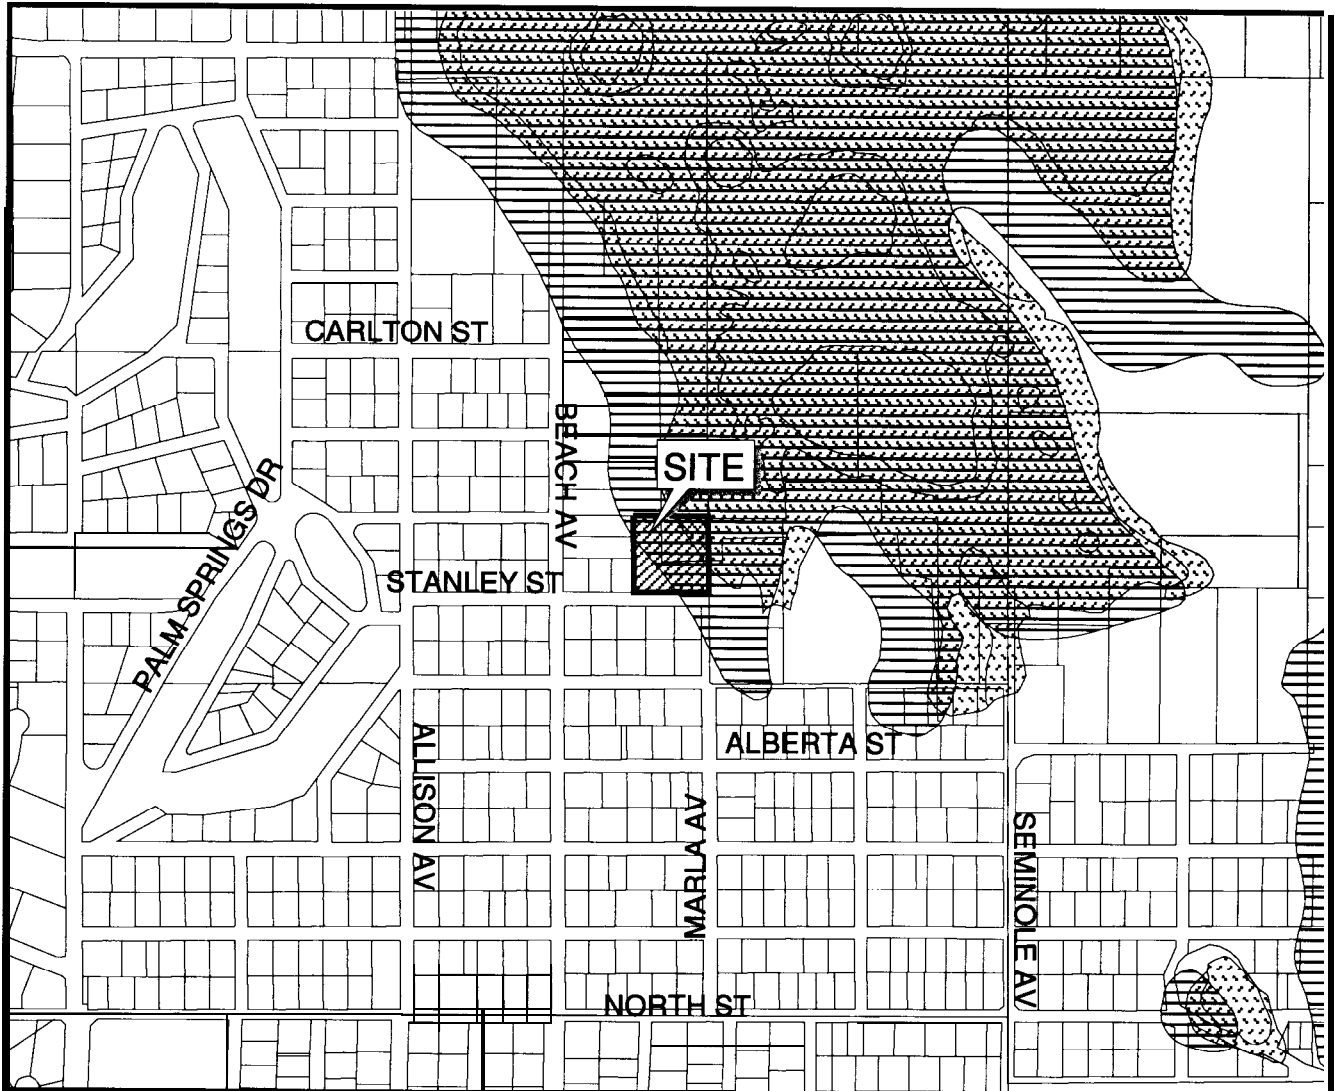 CARLTON ST
BEACH AV
SITE
PALM SPRINGS DR
STANLEY ST
ALLISON AV
ALBERTA ST
MARLA AV
SEMINOLE AV
NORTH ST